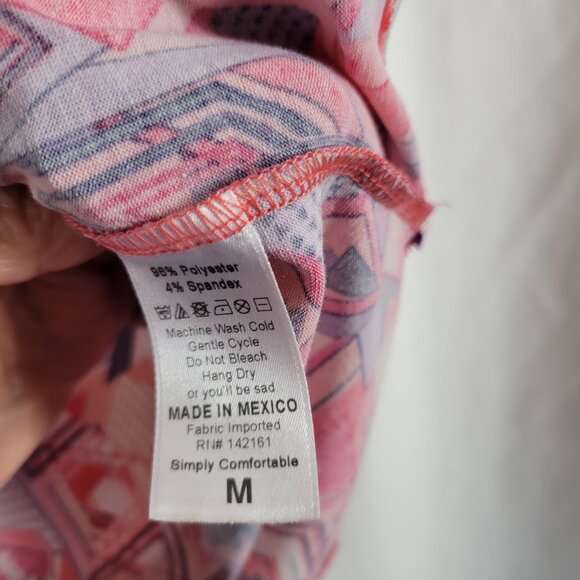 96% Polyester
4% Spandex
Machine Wash Cold
Gentle Cycle
Do Not Bleach
Hang Dry
or you'll be sad
MADE IN MEXICO
Fabric Imported
RN# 142161
Simply Comfortable
M